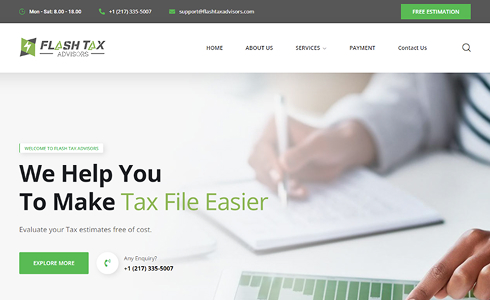 Mon - Sat: 8.00 - 18.00 +1 (217) 335-5007 support@flashtaxadvisors.com FREE ESTIMATION
FLASH TAX
ADVISORS
HOME ABOUT US SERVICES PAYMENT Contact Us
WELCOME TO FLASH TAX ADVISORS
We Help You
To Make Tax File Easier
Evaluate your Tax estimates free of cost.
EXPLORE MORE
Any Enquiry?
+1 (217) 335-5007